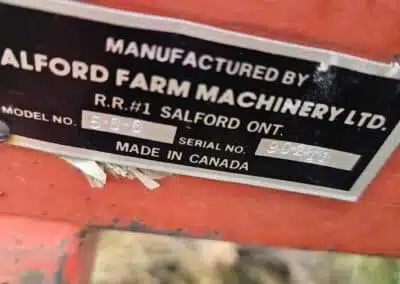 MANUFACTURED BY
ALFORD FARM MACHINERY LTD.
R.R.#1 SALFORD ONT.
MODEL NO. SERIAL NO.
MADE IN CANADA